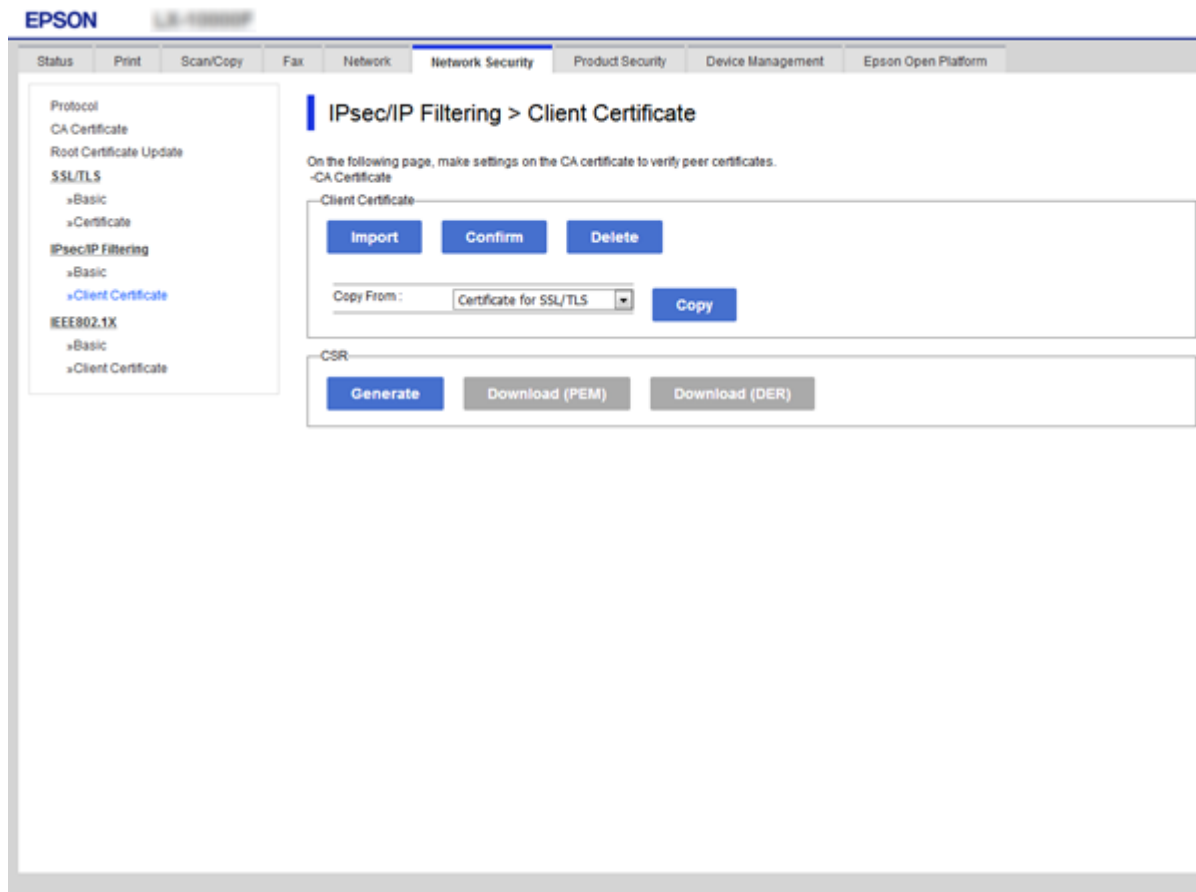 EPSON
Status Print Scan/Copy Fax Network Network Security Product Security Device Management Epson Open Platform
Protocol
CA Certificate
Root Certificate Update
SSL/TLS
»Basic
»Certificate
IPsec/IP Filtering
»Basic
»Client Certificate
IEEE802.1X
»Basic
»Client Certificate
IPsec/IP Filtering > Client Certificate
On the following page, make settings on the CA certificate to verify peer certificates.
-CA Certificate
Client Certificate
Import Confirm Delete
Copy From : Certificate for SSL/TLS Copy
CSR
Generate Download (PEM) Download (DER)